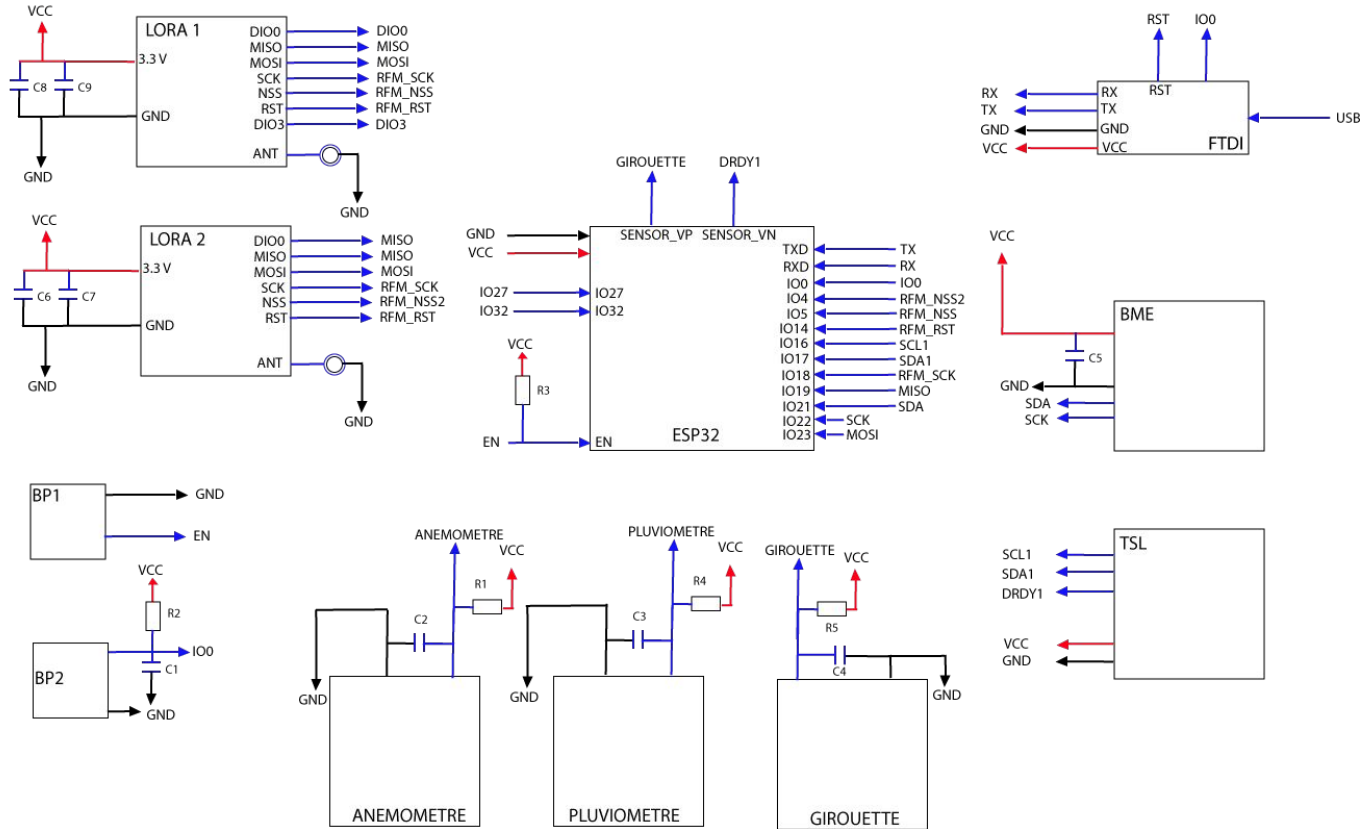 VCC
LORA 1
3.3 V
C8
C9
GND
GND
DIO0
MISO
MOSI
SCK
NSS
RST
DIO3
ANT
DIO0
MISO
MOSI
RFM_SCK
RFM_NSS
RFM_RST
DIO3
GND
VCC
LORA 2
3.3 V
C6
C7
GND
GND
DIO0
MISO
MOSI
SCK
NSS
RST
ANT
MISO
MISO
MOSI
RFM_SCK
RFM_NSS2
RFM_RST
GND
GIROUETTE
DRDY1
SENSOR_VP
SENSOR_VN
GND
VCC
IO27
IO32
IO27
IO32
VCC
R3
EN
EN
ESP32
TXD
RXD
IO0
IO4
IO5
IO14
IO16
IO17
IO18
IO19
IO21
IO22
IO23
TX
RX
IO0
RFM_NSS2
RFM_NSS
RFM_RST
SCL1
SDA1
RFM_SCK
MISO
SDA
SCK
MOSI
RST
IO0
RST
RX
TX
GND
VCC
RX
TX
GND
VCC
FTDI
USB
VCC
BME
C5
GND
SDA
SCK
BP1
GND
EN
VCC
R2
IO0
C1
BP2
GND
ANEMOMETRE
VCC
R1
C2
GND
ANEMOMETRE
PLUVIOMETRE
VCC
R4
C3
GND
PLUVIOMETRE
GIROUETTE
VCC
R5
C4
GND
GIROUETTE
TSL
SCL1
SDA1
DRDY1
VCC
GND